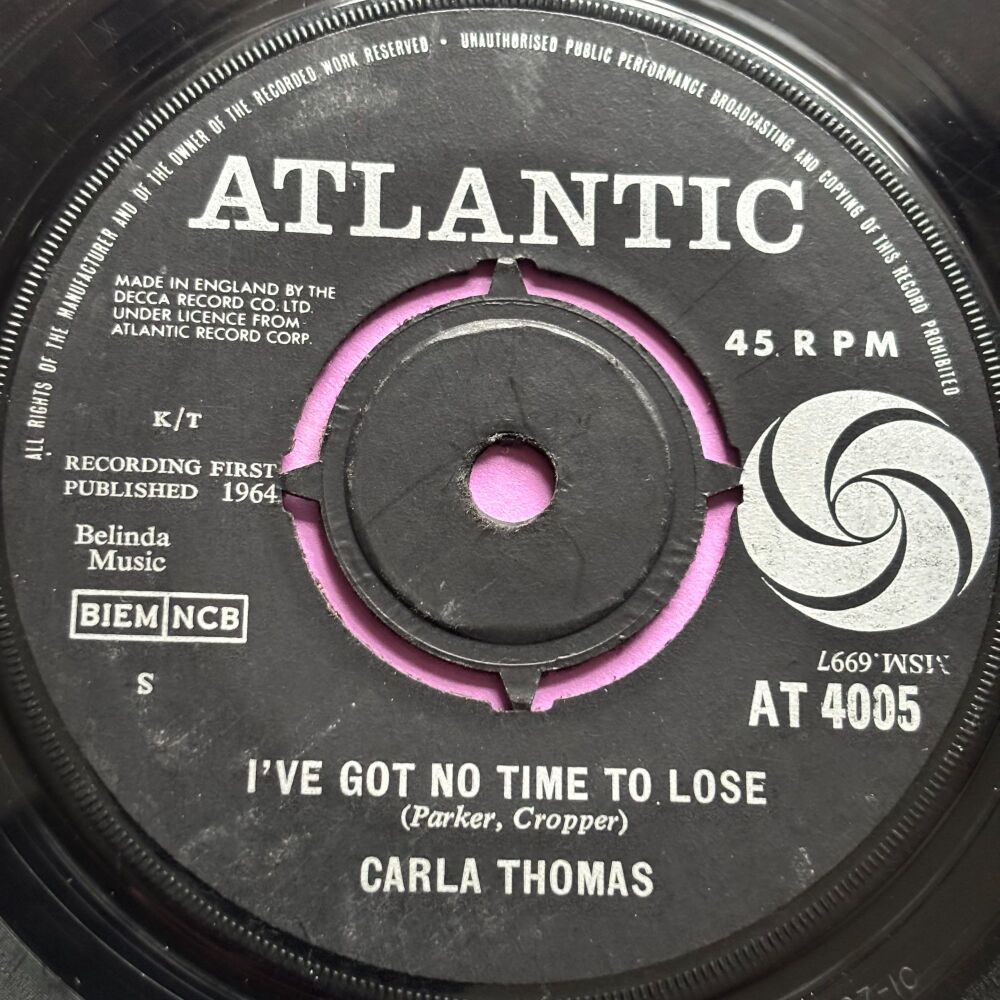 ALL RIGHTS OF THE MANUFACTURER AND OF THE OWNER OF THE RECORDED WORK RESERVED • UNAUTHORISED PUBLIC PERFORMANCE BROADCASTING AND COPYING OF THIS RECORD PROHIBITED
ATLANTIC
MADE IN ENGLAND BY THE
DECCA RECORD CO. LTD.
UNDER LICENCE FROM
ATLANTIC RECORD CORP.
45 R P M
K/T
RECORDING FIRST
PUBLISHED 1964
Belinda
Music
BIEM NCB
S
MSM.6997
AT 4005
I'VE GOT NO TIME TO LOSE
(Parker, Cropper)
CARLA THOMAS